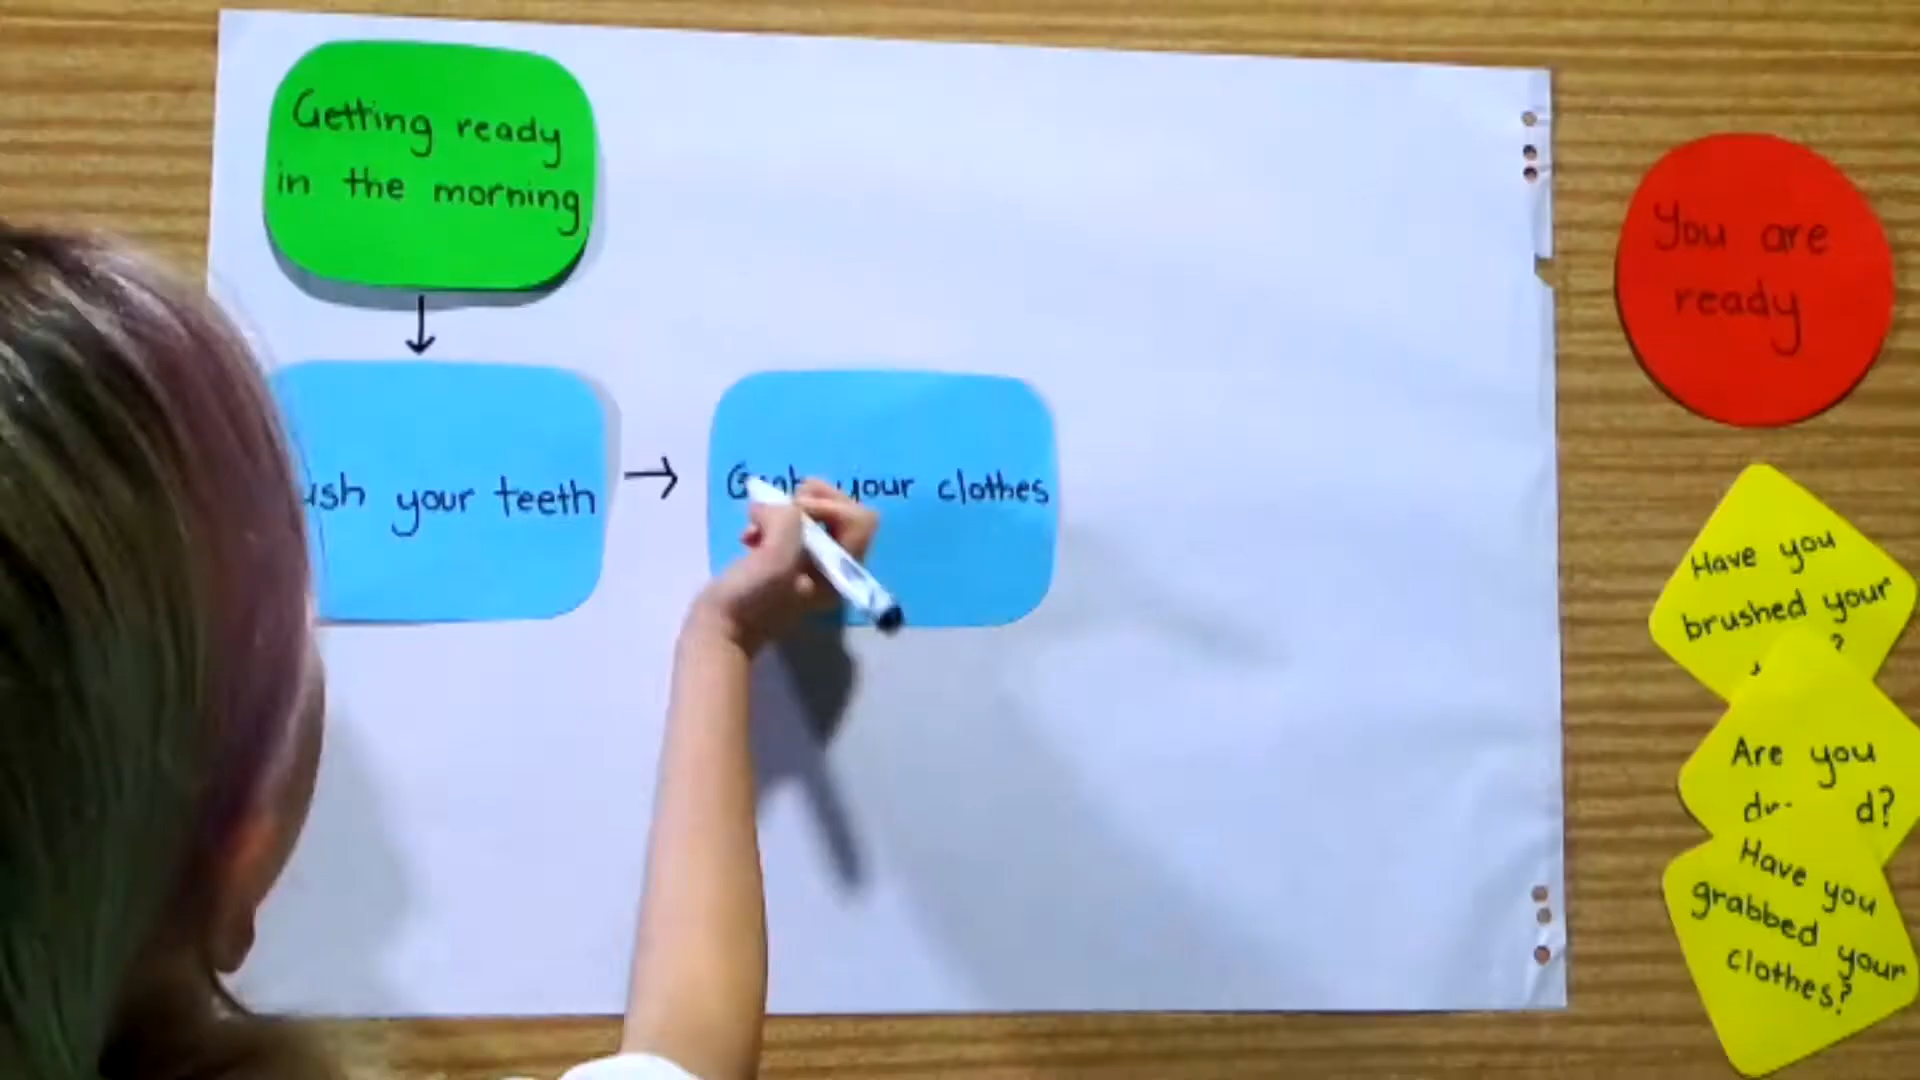 Getting ready
in the morning
your teeth
your clothes
You are
ready
Have you
brushed your
?
Are you
Have you
grabbed your
clothes?